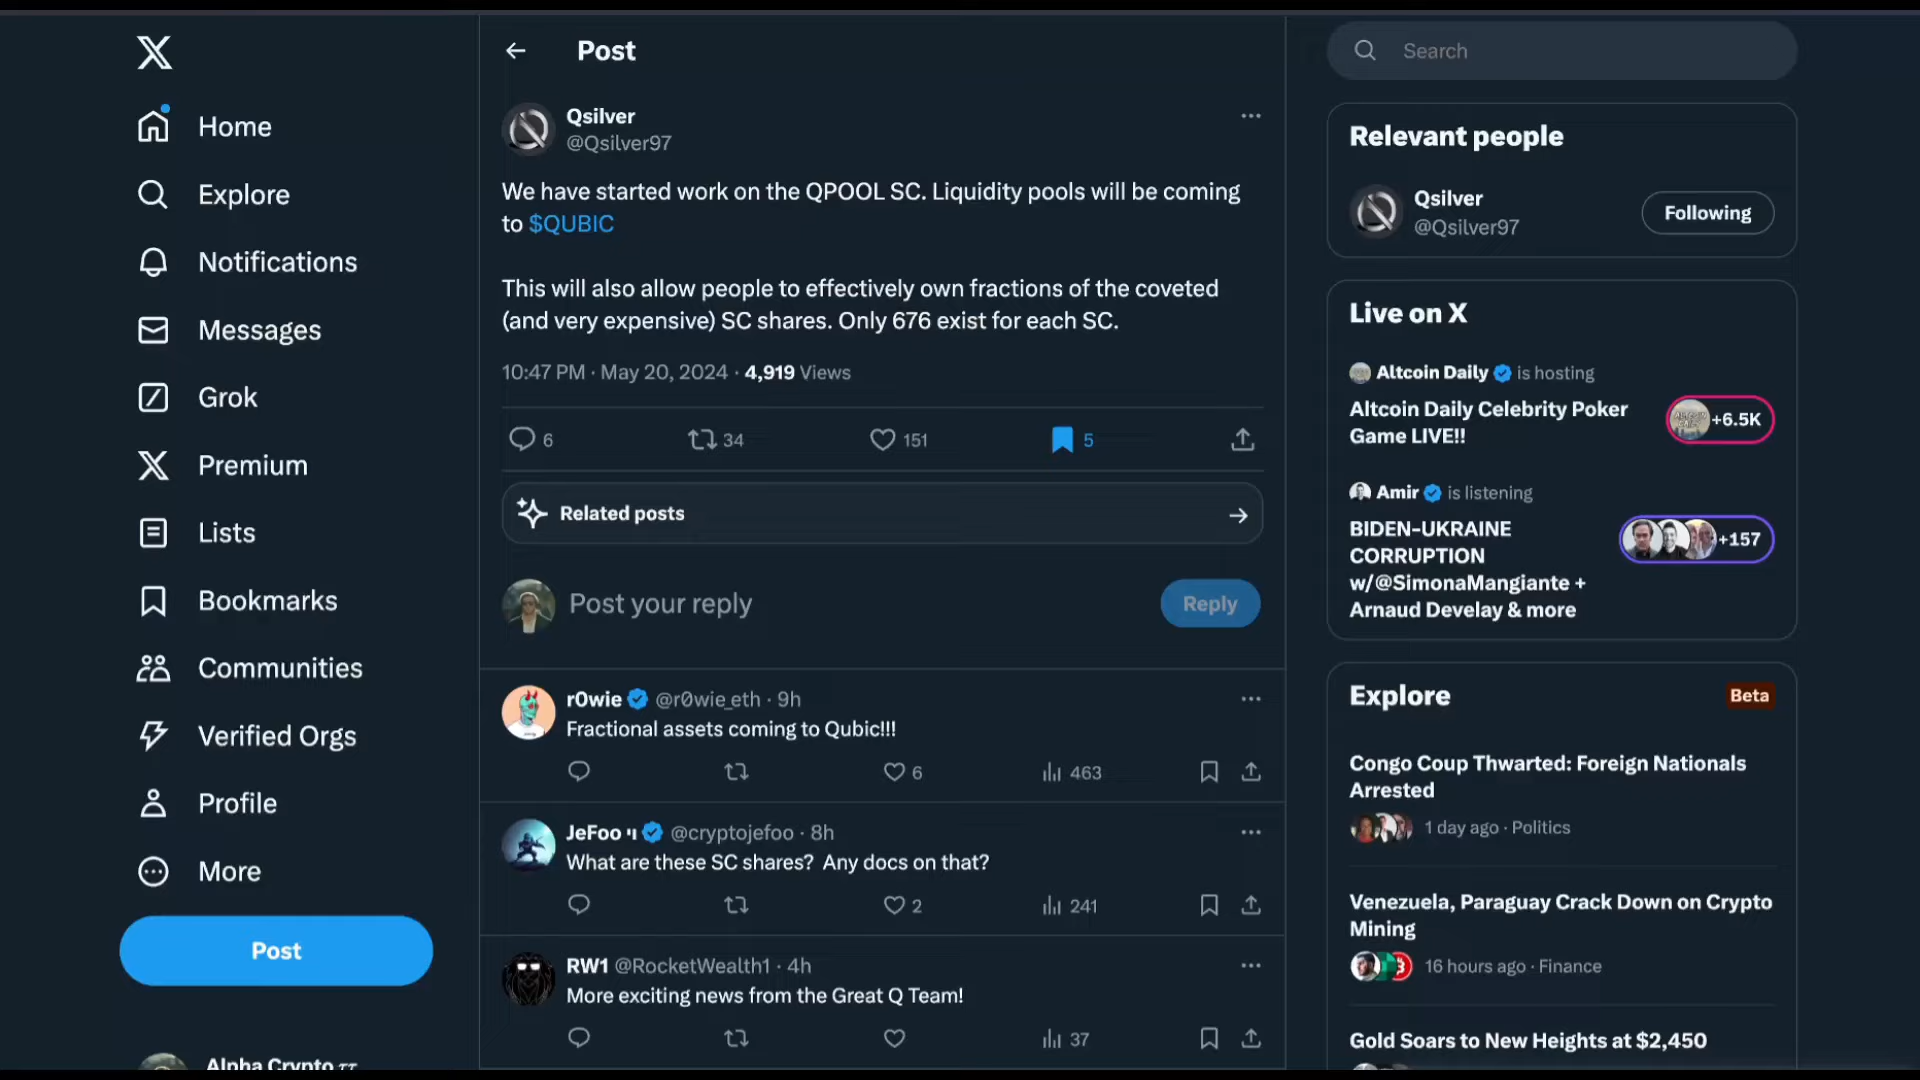 Home
Explore
Notifications
Messages
Grok
Premium
Lists
Bookmarks
Communities
Verified Orgs
Profile
More
Post
Alpha Crypto
Post
Qsilver
@Qsilver97
We have started work on the QPOOL SC. Liquidity pools will be coming
to $QUBIC
This will also allow people to effectively own fractions of the coveted
(and very expensive) SC shares. Only 676 exist for each SC.
10:47 PM · May 20, 2024 · 4,919 Views
6 34 151 5
Related posts
Post your reply
Reply
r0wie @r0wie_eth · 9h
Fractional assets coming to Qubic!!!
6 463
JeFoo @cryptojefoo · 8h
What are these SC shares? Any docs on that?
2 241
RW1 @RocketWealth1 · 4h
More exciting news from the Great Q Team!
37
Search
Relevant people
Qsilver
@Qsilver97
Following
Live on X
Altcoin Daily is hosting
Altcoin Daily Celebrity Poker
Game LIVE!!
+6.5K
Amir is listening
BIDEN-UKRAINE
CORRUPTION
w/@SimonaMangiante +
Arnaud Develay & more
+157
Explore
Beta
Congo Coup Thwarted: Foreign Nationals
Arrested
1 day ago · Politics
Venezuela, Paraguay Crack Down on Crypto
Mining
16 hours ago · Finance
Gold Soars to New Heights at $2,450